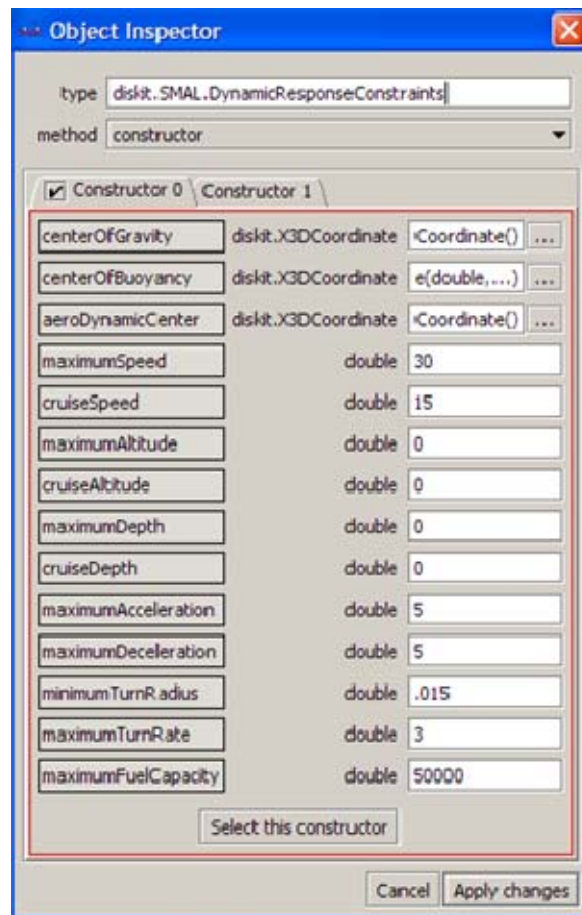 Object Inspector
type diskit.SMAL.DynamicResponseConstraints
method constructor
Constructor 0 Constructor 1
centerOfGravity diskit.X3DCoordinate Coordinate() ...
centerOfBuoyancy diskit.X3DCoordinate e(double,...) ...
aeroDynamicCenter diskit.X3DCoordinate Coordinate() ...
maximumSpeed double 30
cruiseSpeed double 15
maximumAltitude double 0
cruiseAltitude double 0
maximumDepth double 0
cruiseDepth double 0
maximumAccelleration double 5
maximumDecelleration double 5
minimumTurnRadius double .015
maximumTurnRate double 3
maximumFuelCapacity double 50000
Select this constructor
Cancel Apply changes